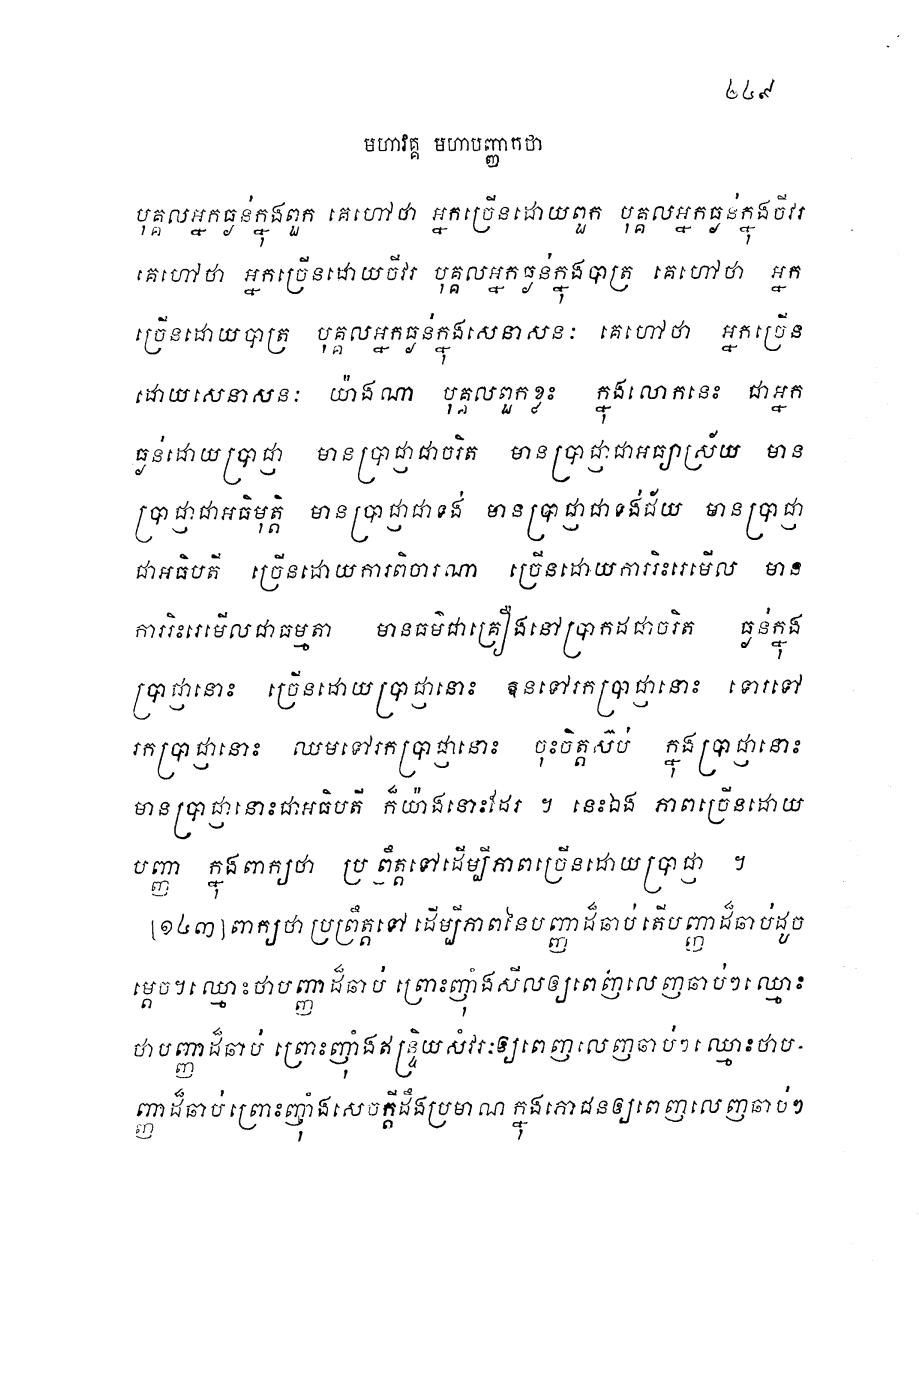 ២៤៩
មហាវគ្គ មហាបញ្ញាកថា
បុគ្គលអ្នកធ្ងន់ក្នុងពួក គេហៅថា អ្នកច្រើនដោយពួក បុគ្គលអ្នកធ្ងន់ក្នុងចីវរ
គេហៅថា អ្នកច្រើនដោយចីវរ បុគ្គលអ្នកធ្ងន់ក្នុងបាត្រ គេហៅថា អ្នក
ច្រើនដោយបាត្រ បុគ្គលអ្នកធ្ងន់ក្នុងសេនាសនៈ គេហៅថា អ្នកច្រើន
ដោយសេនាសនៈ យ៉ាងណា បុគ្គលពួកខ្លះ ក្នុងលោកនេះ ជាអ្នក
ធ្ងន់ដោយប្រាជ្ញា មានប្រាជ្ញាជាចរិត មានប្រាជ្ញាជាអធ្យាស្រ័យ មាន
ប្រាជ្ញាជាអធិមុត្តិ មានប្រាជ្ញាជាទង់ មានប្រាជ្ញាជាទង់ជ័យ មានប្រាជ្ញា
ជាអធិបតី ច្រើនដោយការពិចារណា ច្រើនដោយការរិះរេមើល មាន
ការរិះរេមើលជាធម្មតា មានធម៌ជាគ្រឿងនៅប្រាកដជាចរិត ធ្ងន់ក្នុង
ប្រាជ្ញានោះ ច្រើនដោយប្រាជ្ញានោះ ឱនទៅរកប្រាជ្ញានោះ ទោរទៅ
រកប្រាជ្ញានោះ ឈមទៅរកប្រាជ្ញានោះ ចុះចិត្តស៊ប់ ក្នុងប្រាជ្ញានោះ
មានប្រាជ្ញានោះជាអធិបតី ក៏យ៉ាងនោះដែរ ។ នេះឯង ភាពច្រើនដោយ
បញ្ញា ក្នុងពាក្យថា ប្រព្រឹត្តទៅដើម្បីភាពច្រើនដោយប្រាជ្ញា ។
[១៤៣] ពាក្យថា ប្រព្រឹត្តទៅ ដើម្បីភាពនៃបញ្ញាដ៏ឆាប់ តើបញ្ញាដ៏ឆាប់ដូច
ម្តេច។ ឈ្មោះថាបញ្ញាដ៏ឆាប់ ព្រោះញ៉ាំងសីលឲ្យពេញលេញឆាប់ៗ ឈ្មោះ
ថាបញ្ញាដ៏ឆាប់ ព្រោះញ៉ាំងឥន្ទ្រិយសំវរៈឲ្យពេញលេញឆាប់ៗ ឈ្មោះថាប-
ញ្ញាដ៏ឆាប់ព្រោះញ៉ាំងសេចក្តីដឹងប្រមាណ ក្នុងភោជនឲ្យពេញលេញឆាប់ៗ